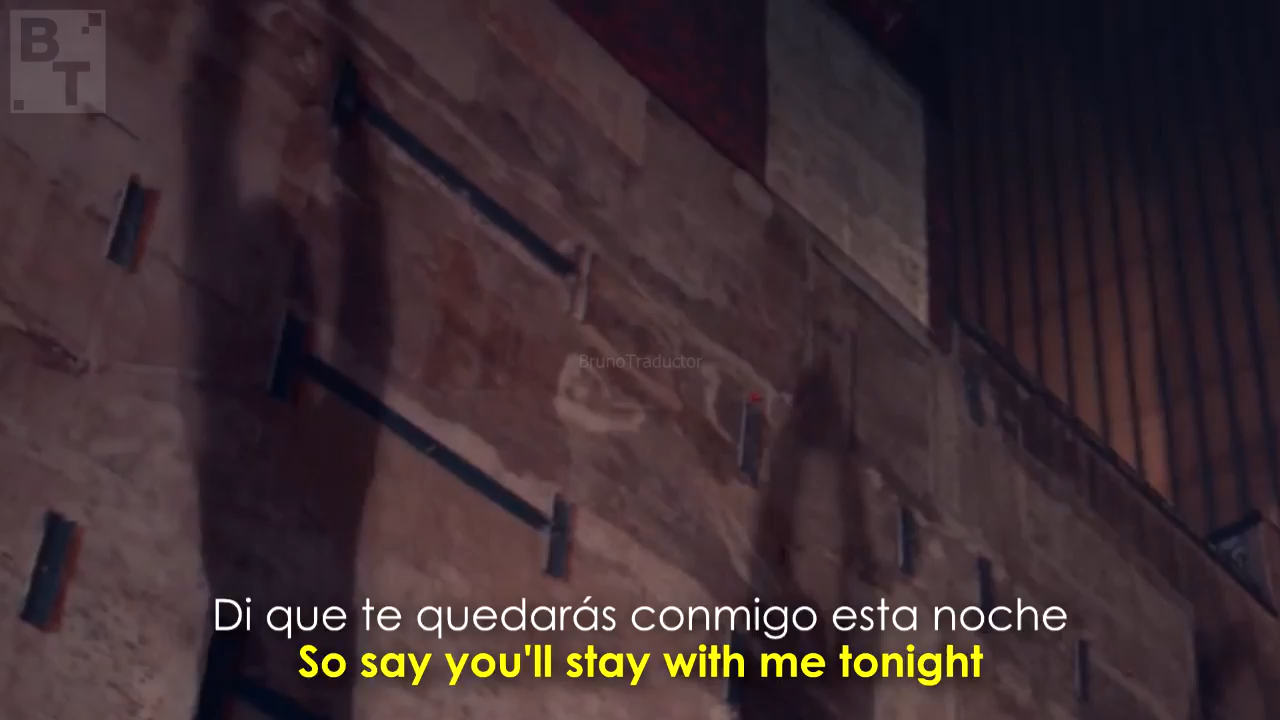 B
T
BrunoTraductor
Di que te quedarás conmigo esta noche
So say you'll stay with me tonight